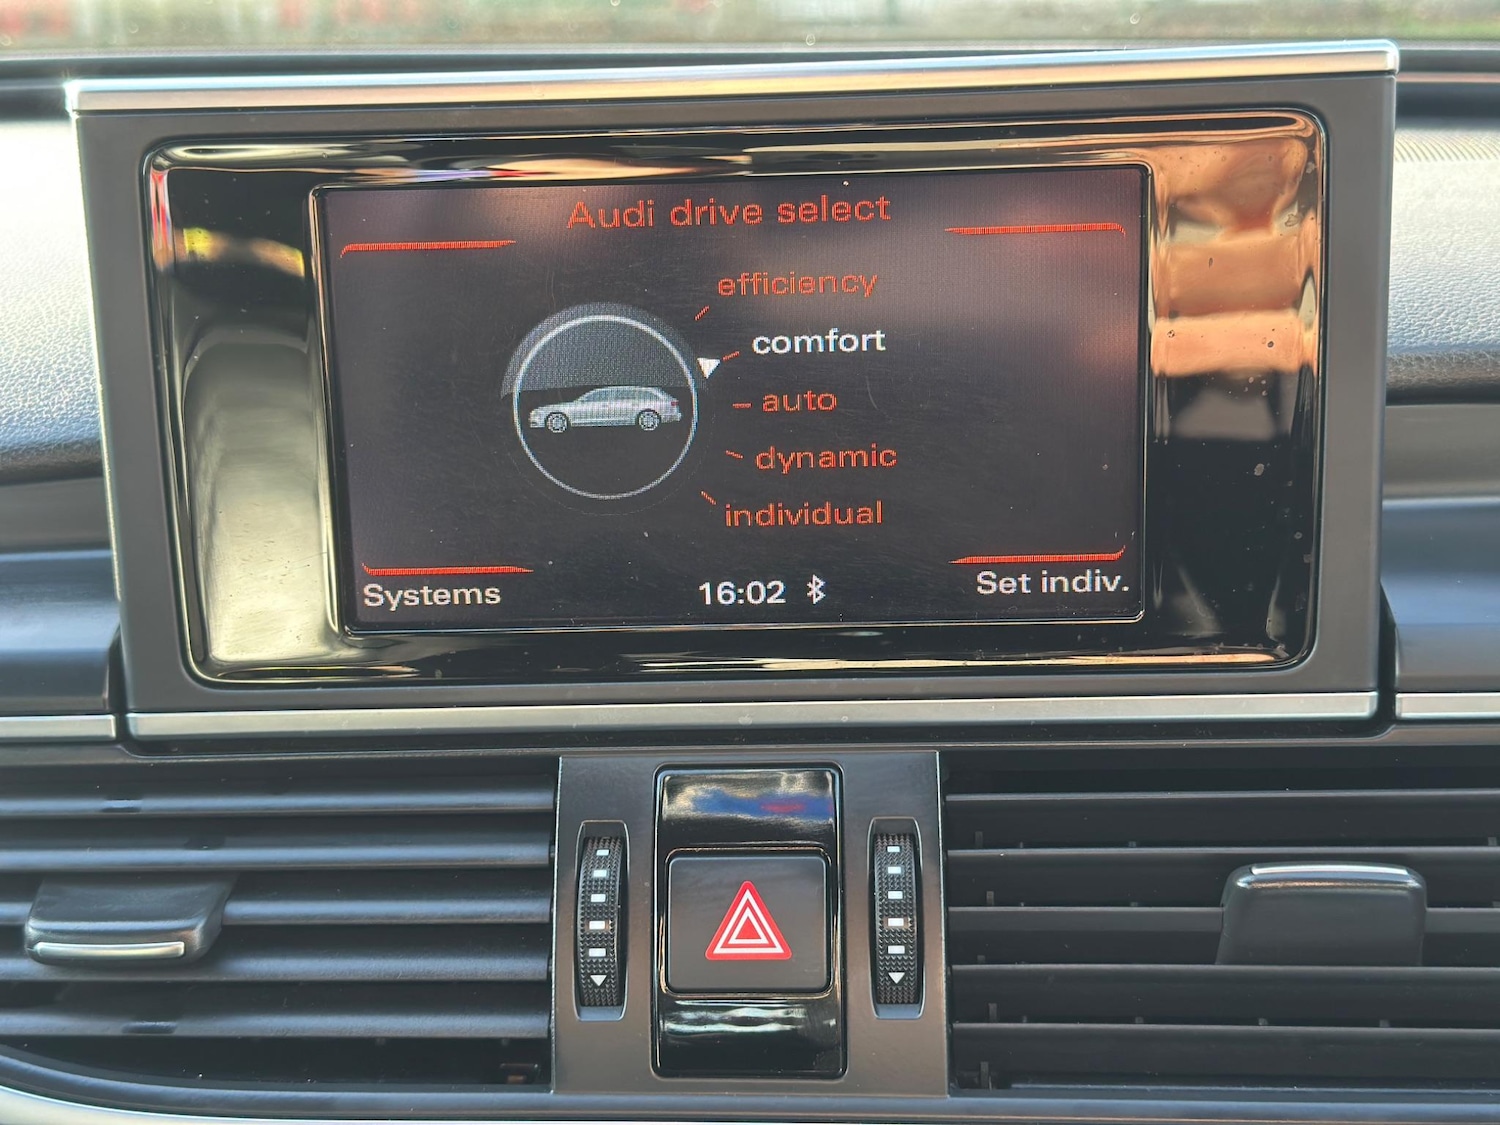 Audi drive select
efficiency
comfort
auto
dynamic
individual
Systems
16:02
Set indiv.